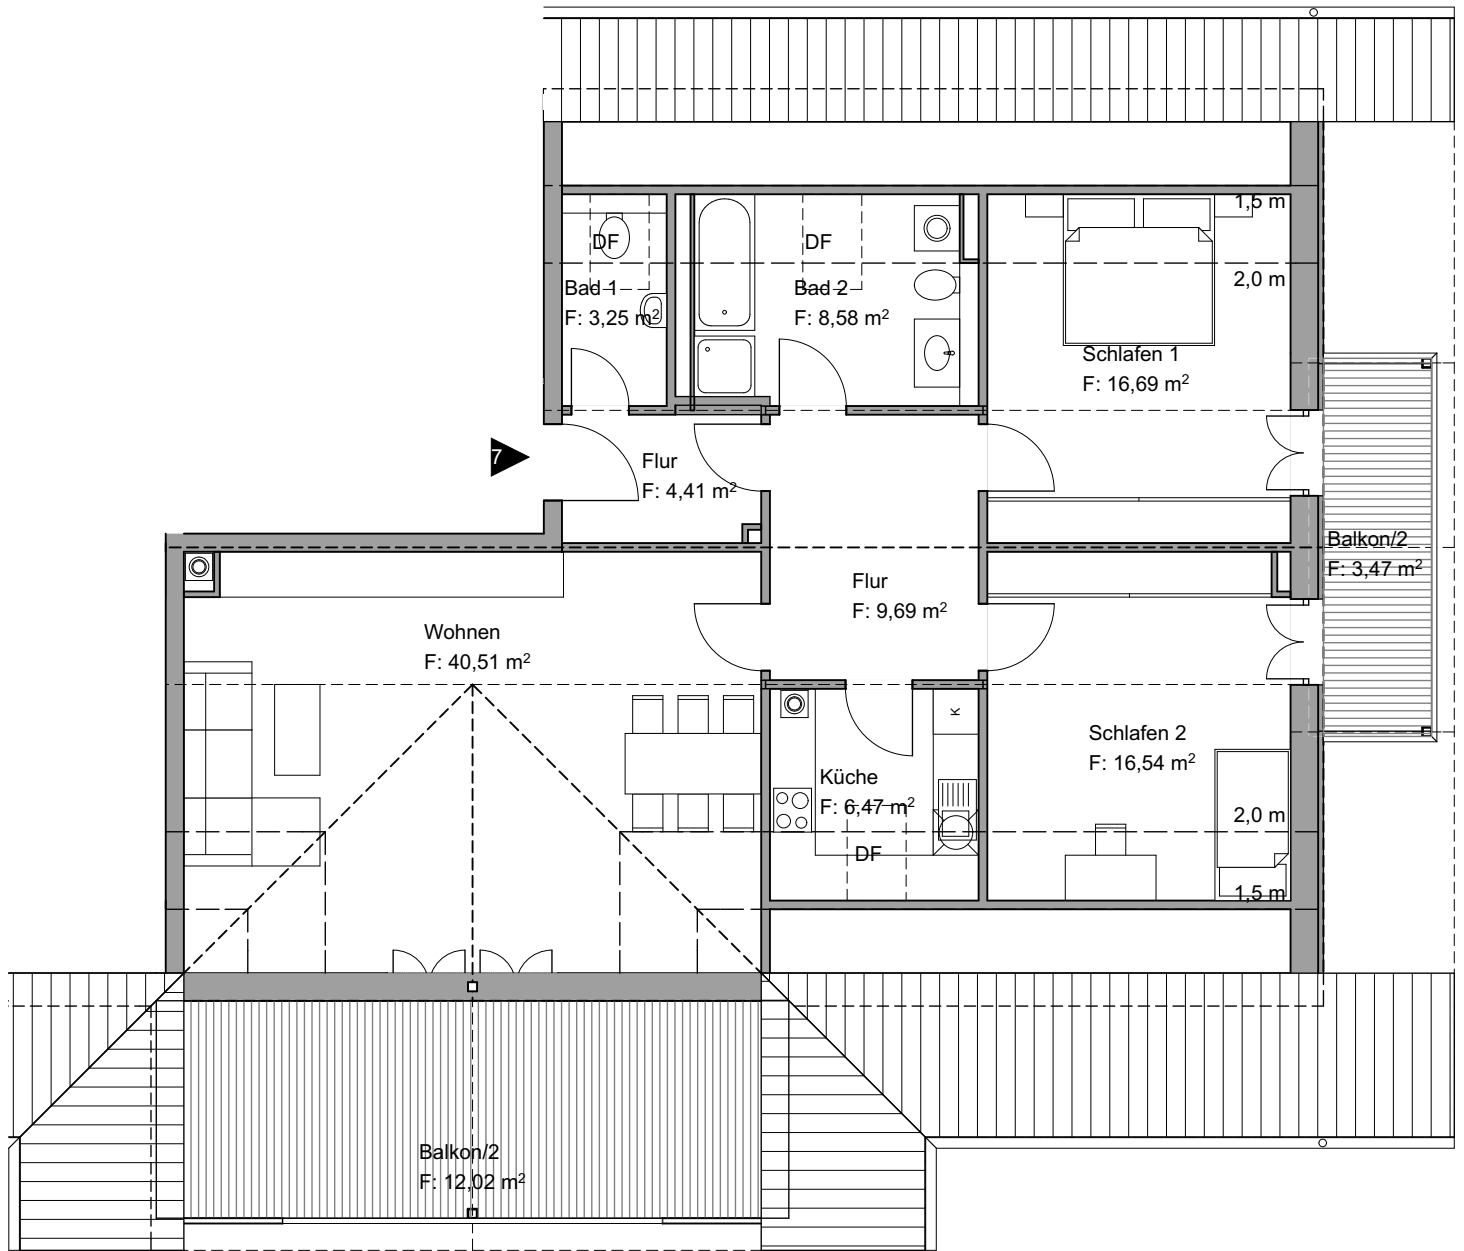 1,5 m
DF
DF
2,0 m
Bad 1
F: 3,25 m²
Bad 2
F: 8,58 m²
Schlafen 1
F: 16,69 m²
7
Flur
F: 4,41 m²
Balkon/2
F: 3,47 m²
Flur
F: 9,69 m²
Wohnen
F: 40,51 m²
K
Schlafen 2
F: 16,54 m²
Küche
F: 6,47 m²
2,0 m
DF
1,5 m
Balkon/2
F: 12,02 m²